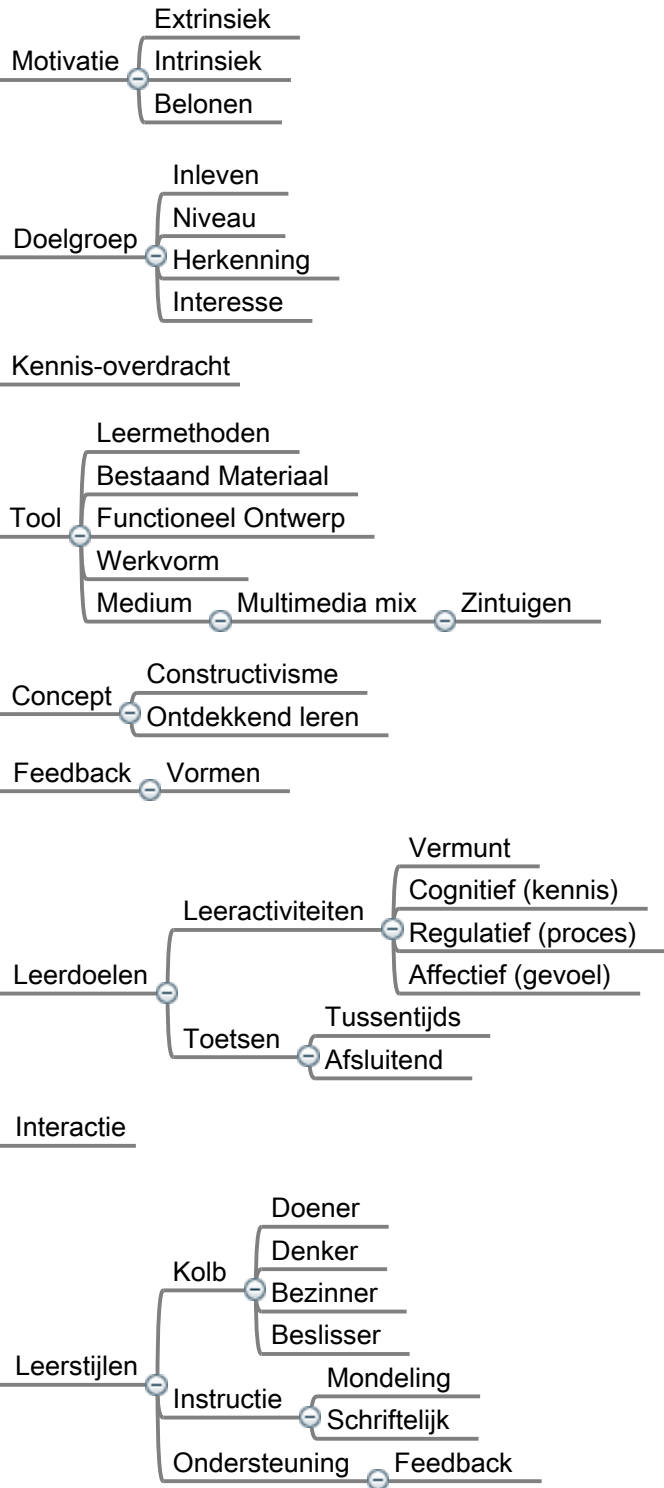 Extrinsiek
Motivatie
Intrinsiek
Belonen
Inleven
Niveau
Doelgroep
Herkenning
Interesse
Kennis-overdracht
Leermethoden
Bestaand Materiaal
Tool
Functioneel Ontwerp
Werkvorm
Medium
Multimedia mix
Zintuigen
Constructivisme
Concept
Ontdekkend leren
Feedback
Vormen
Vermunt
Cognitief (kennis)
Leeractiviteiten
Regulatief (proces)
Affectief (gevoel)
Leerdoelen
Tussentijds
Toetsen
Afsluitend
Interactie
Doener
Denker
Kolb
Bezinner
Beslisser
Leerstijlen
Mondeling
Instructie
Schriftelijk
Ondersteuning
Feedback